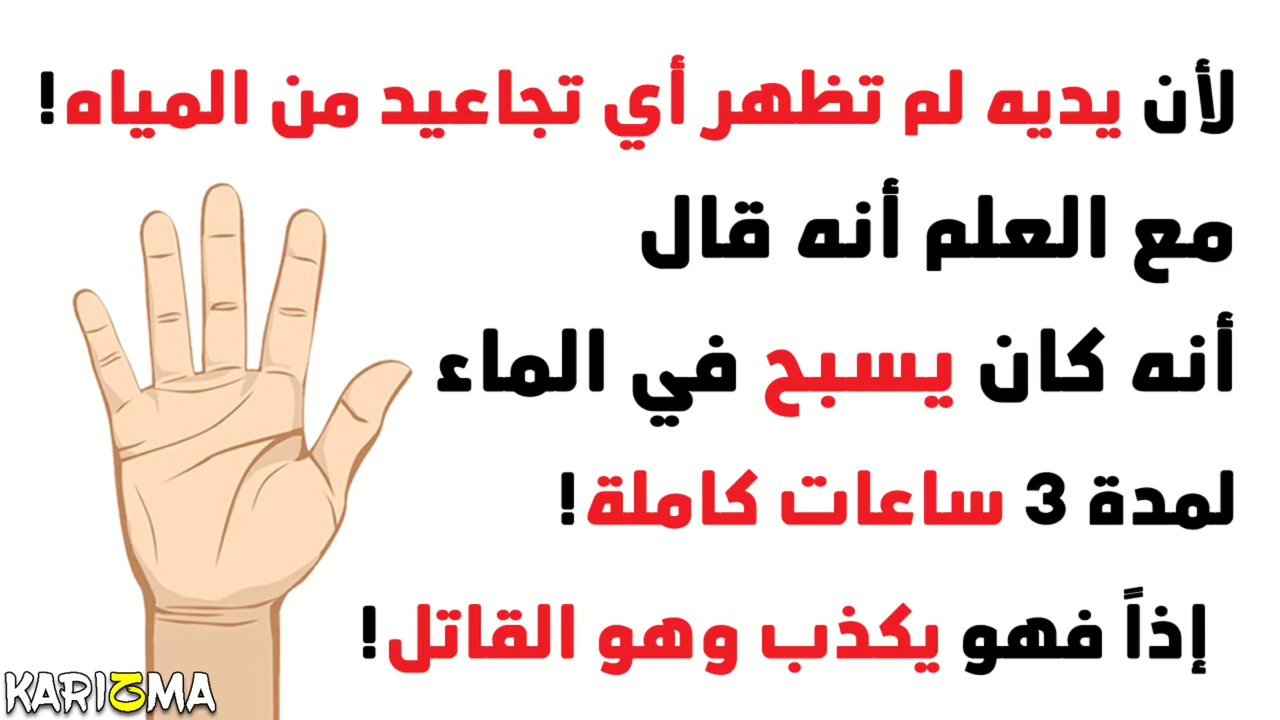 لأن يديه لم تظهر أي تجاعيد من المياه!
مع العلم أنه قال
أنه كان يسبح في الماء
لمدة 3 ساعات كاملة!
إذاً فهو يكذب وهو القاتل!
KARIZMA